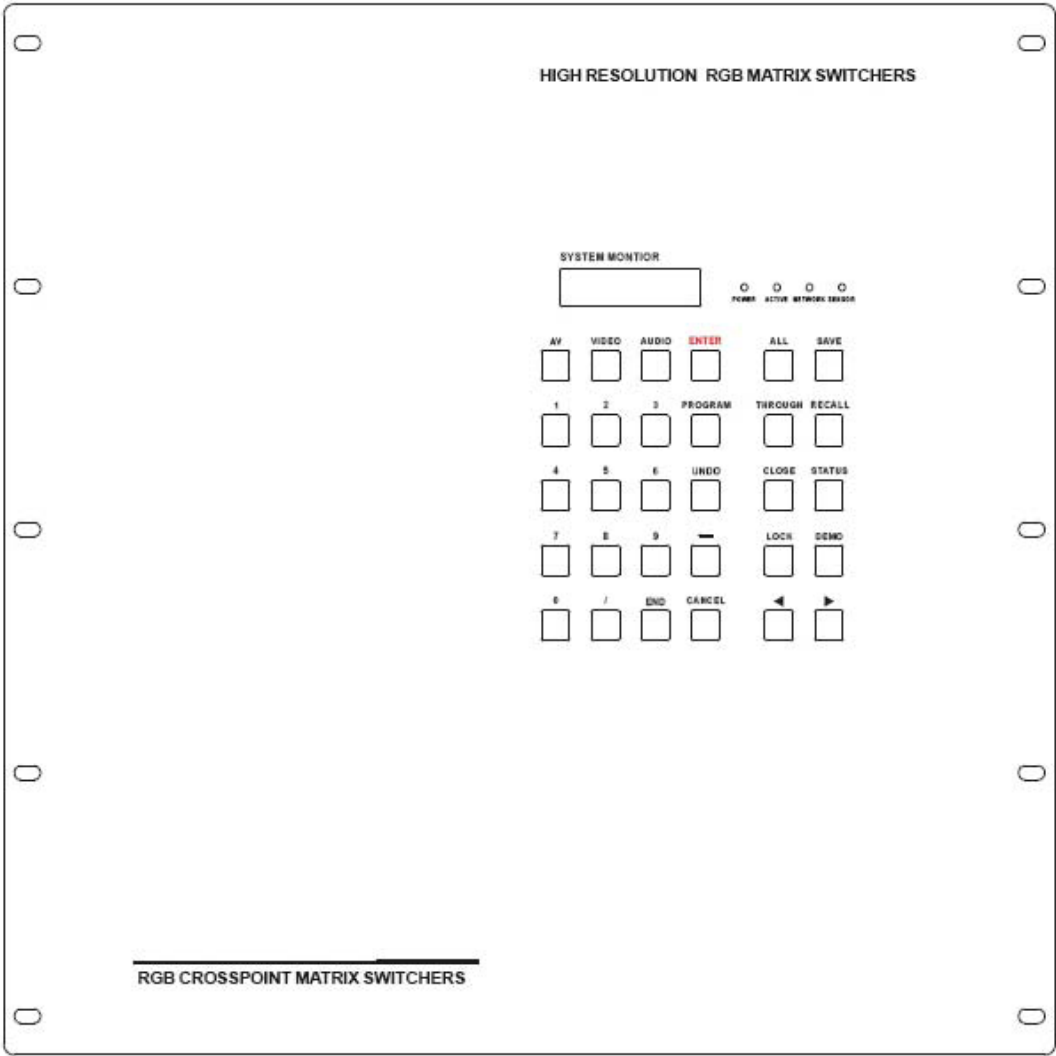 HIGH RESOLUTION RGB MATRIX SWITCHERS
SYSTEM MONTIOR
POWER ACTIVE NETWORK SENSOR
AV VIDEO AUDIO ENTER ALL SAVE
1 2 3 PROGRAM THROUGH RECALL
4 5 6 UNDO CLOSE STATUS
7 8 9 — LOCK DEMO
0 / END CANCEL ◀ ▶
RGB CROSSPOINT MATRIX SWITCHERS